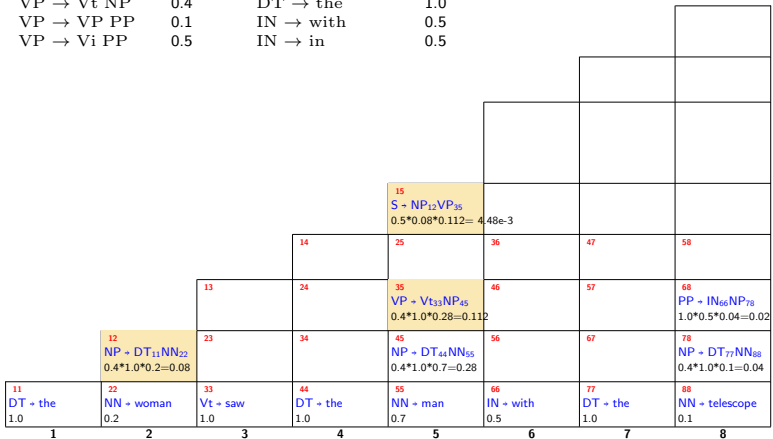 VP → Vt NP 0.4 DT → the 1.0
VP → VP PP 0.1 IN → with 0.5
VP → Vi PP 0.5 IN → in 0.5
15
S → NP12VP35
0.5*0.08*0.112= 4.48e-3
14 25 36 47 58
13 24 35 46 57 68
VP → Vt33NP45 PP → IN66NP78
0.4*1.0*0.28=0.112 1.0*0.5*0.04=0.02
12 23 34 45 56 67 78
NP → DT11NN22 NP → DT44NN55 NP → DT77NN88
0.4*1.0*0.2=0.08 0.4*1.0*0.7=0.28 0.4*1.0*0.1=0.04
11 22 33 44 55 66 77 88
DT → the NN → woman Vt → saw DT → the NN → man IN → with DT → the NN → telescope
1.0 0.2 1.0 1.0 0.7 0.5 1.0 0.1
1 2 3 4 5 6 7 8